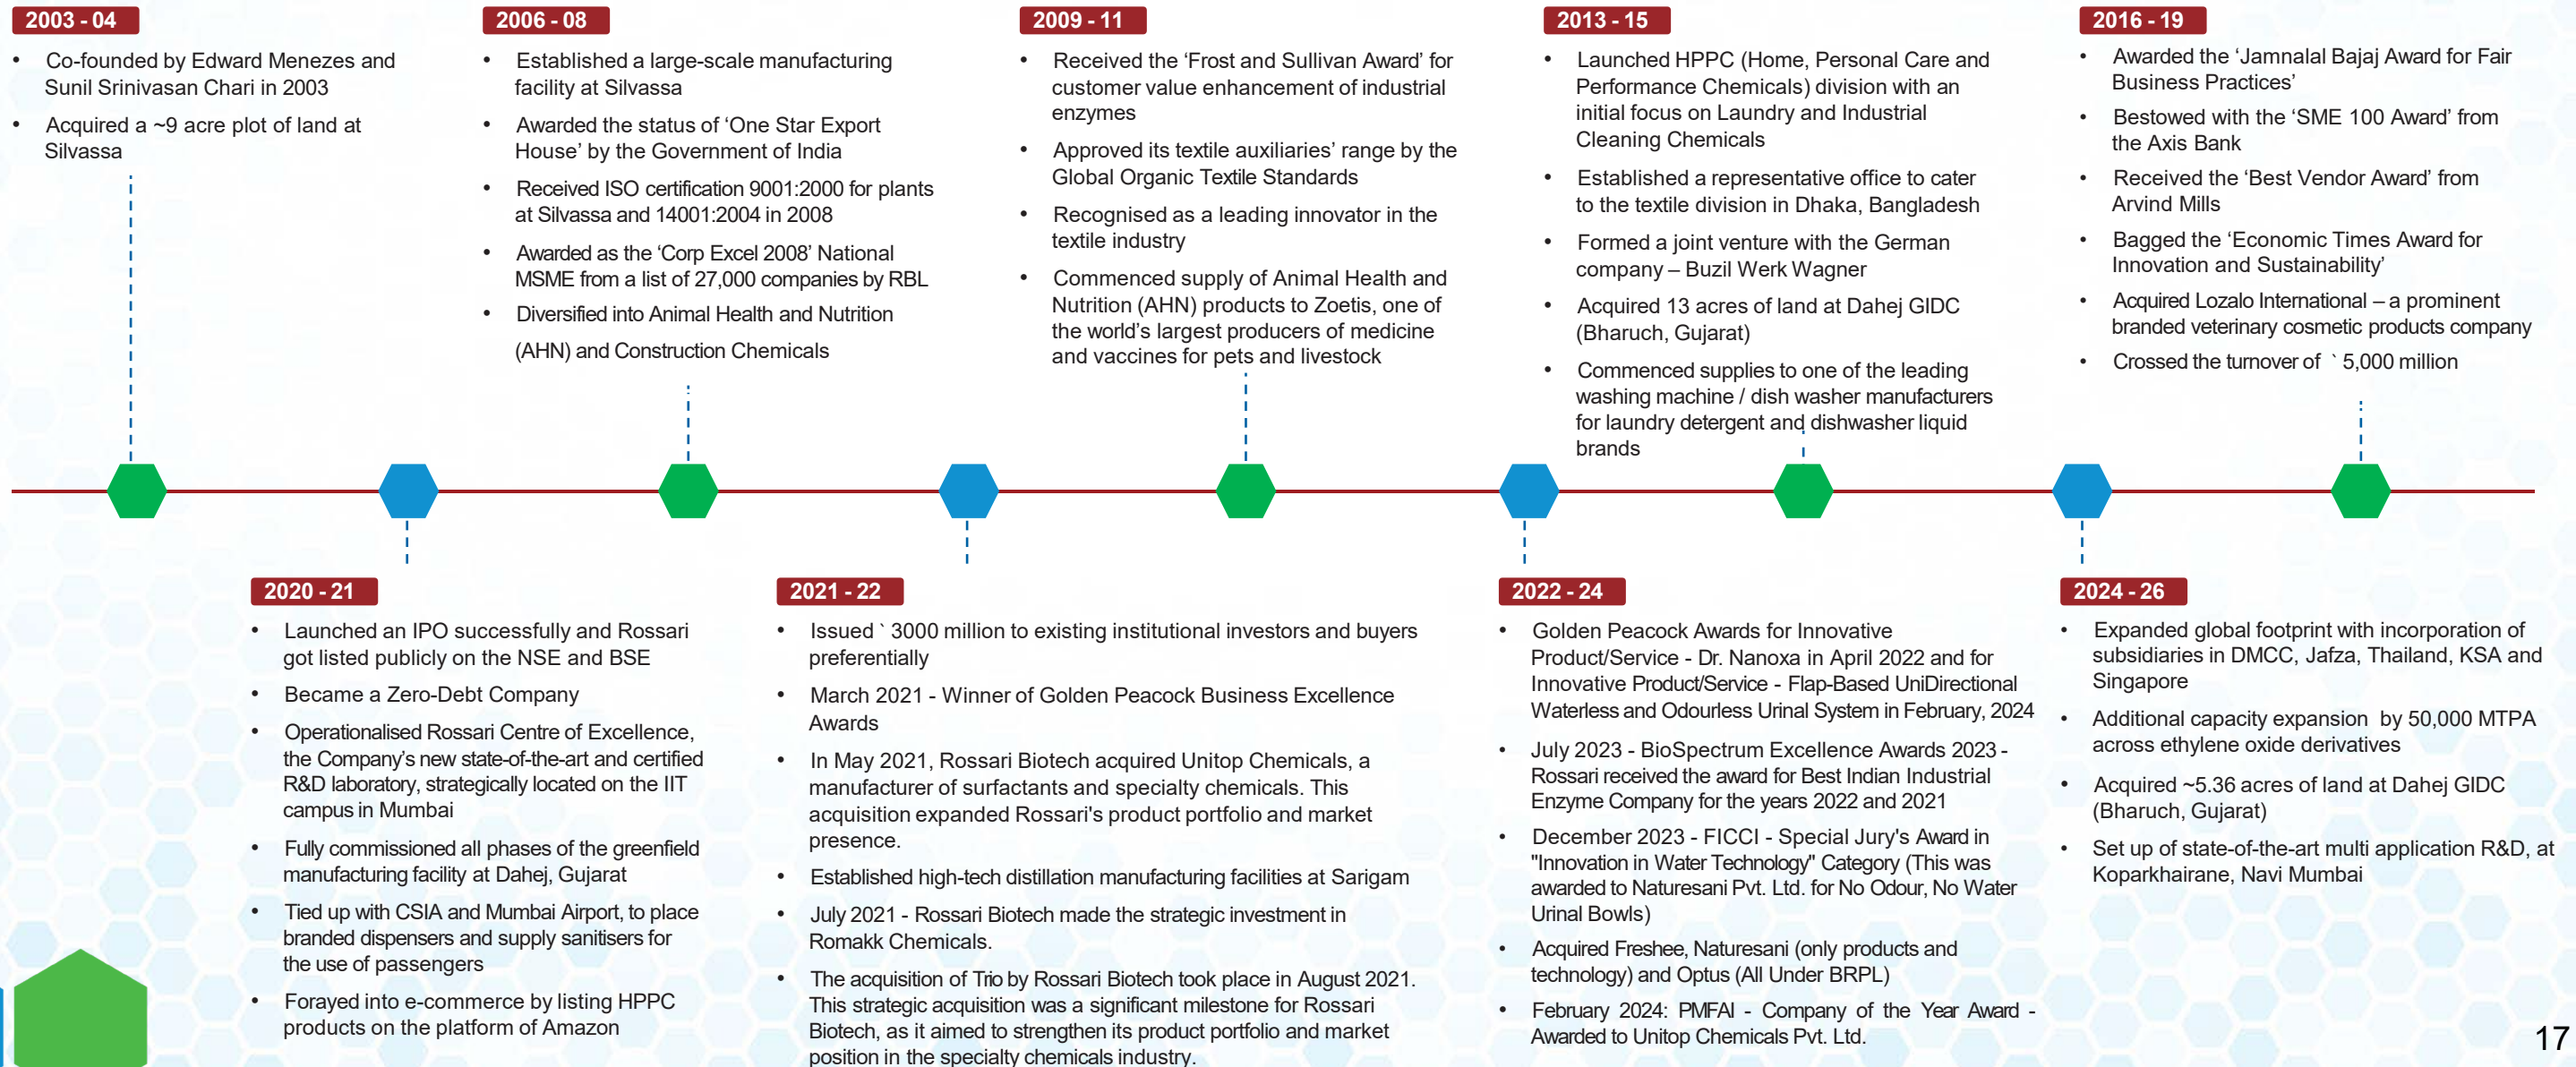 2003 - 04
• Co-founded by Edward Menezes and
Sunil Srinivasan Chari in 2003
• Acquired a ~9 acre plot of land at
Silvassa
2006 - 08
• Established a large-scale manufacturing
facility at Silvassa
• Awarded the status of ‘One Star Export
House’ by the Government of India
• Received ISO certification 9001:2000 for plants
at Silvassa and 14001:2004 in 2008
• Awarded as the ‘Corp Excel 2008’ National
MSME from a list of 27,000 companies by RBL
• Diversified into Animal Health and Nutrition
(AHN) and Construction Chemicals
2009 - 11
• Received the ‘Frost and Sullivan Award’ for
customer value enhancement of industrial
enzymes
• Approved its textile auxiliaries’ range by the
Global Organic Textile Standards
• Recognised as a leading innovator in the
textile industry
• Commenced supply of Animal Health and
Nutrition (AHN) products to Zoetis, one of
the world’s largest producers of medicine
and vaccines for pets and livestock
2013 - 15
• Launched HPPC (Home, Personal Care and
Performance Chemicals) division with an
initial focus on Laundry and Industrial
Cleaning Chemicals
• Established a representative office to cater
to the textile division in Dhaka, Bangladesh
• Formed a joint venture with the German
company – Buzil Werk Wagner
• Acquired 13 acres of land at Dahej GIDC
(Bharuch, Gujarat)
• Commenced supplies to one of the leading
washing machine / dish washer manufacturers
for laundry detergent and dishwasher liquid
brands
2016 - 19
• Awarded the ‘Jamnalal Bajaj Award for Fair
Business Practices’
• Bestowed with the ‘SME 100 Award’ from
the Axis Bank
• Received the ‘Best Vendor Award’ from
Arvind Mills
• Bagged the ‘Economic Times Award for
Innovation and Sustainability’
• Acquired Lozalo International – a prominent
branded veterinary cosmetic products company
• Crossed the turnover of ` 5,000 million
2020 - 21
• Launched an IPO successfully and Rossari
got listed publicly on the NSE and BSE
• Became a Zero-Debt Company
• Operationalised Rossari Centre of Excellence,
the Company’s new state-of-the-art and certified
R&D laboratory, strategically located on the IIT
campus in Mumbai
• Fully commissioned all phases of the greenfield
manufacturing facility at Dahej, Gujarat
• Tied up with CSIA and Mumbai Airport, to place
branded dispensers and supply sanitisers for
the use of passengers
• Forayed into e-commerce by listing HPPC
products on the platform of Amazon
2021 - 22
• Issued ` 3000 million to existing institutional investors and buyers
preferentially
• March 2021 - Winner of Golden Peacock Business Excellence
Awards
• In May 2021, Rossari Biotech acquired Unitop Chemicals, a
manufacturer of surfactants and specialty chemicals. This
acquisition expanded Rossari's product portfolio and market
presence.
• Established high-tech distillation manufacturing facilities at Sarigam
• July 2021 - Rossari Biotech made the strategic investment in
Romakk Chemicals.
• The acquisition of Trio by Rossari Biotech took place in August 2021.
This strategic acquisition was a significant milestone for Rossari
Biotech, as it aimed to strengthen its product portfolio and market
position in the specialty chemicals industry.
2022 - 24
• Golden Peacock Awards for Innovative
Product/Service - Dr. Nanoxa in April 2022 and for
Innovative Product/Service - Flap-Based UniDirectional
Waterless and Odourless Urinal System in February, 2024
• July 2023 - BioSpectrum Excellence Awards 2023 -
Rossari received the award for Best Indian Industrial
Enzyme Company for the years 2022 and 2021
• December 2023 - FICCI - Special Jury's Award in
"Innovation in Water Technology" Category (This was
awarded to Naturesani Pvt. Ltd. for No Odour, No Water
Urinal Bowls)
• Acquired Freshee, Naturesani (only products and
technology) and Optus (All Under BRPL)
• February 2024: PMFAI - Company of the Year Award -
Awarded to Unitop Chemicals Pvt. Ltd.
2024 - 26
• Expanded global footprint with incorporation of
subsidiaries in DMCC, Jafza, Thailand, KSA and
Singapore
• Additional capacity expansion by 50,000 MTPA
across ethylene oxide derivatives
• Acquired ~5.36 acres of land at Dahej GIDC
(Bharuch, Gujarat)
• Set up of state-of-the-art multi application R&D, at
Koparkhairane, Navi Mumbai
17